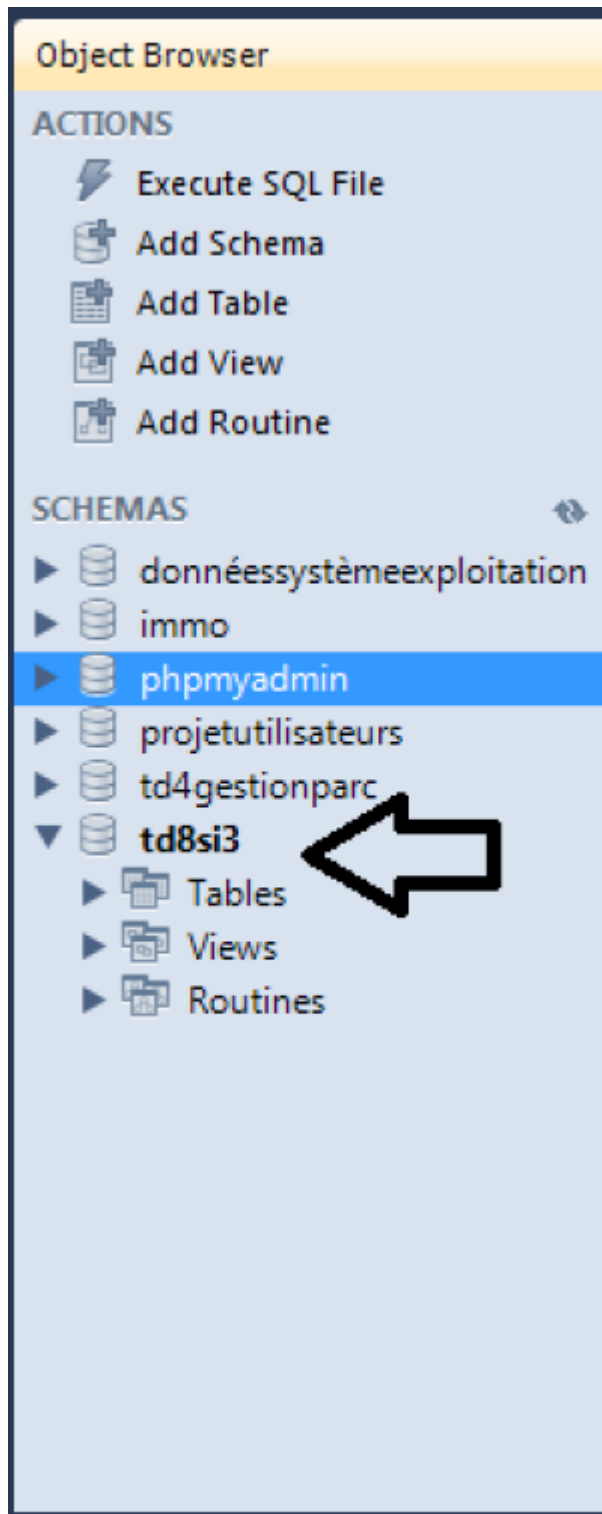 Object Browser
ACTIONS
Execute SQL File
Add Schema
Add Table
Add View
Add Routine
SCHEMAS
donnéessystèmeexploitation
immo
phpmyadmin
projetutilisateurs
td4gestionparc
td8si3
Tables
Views
Routines